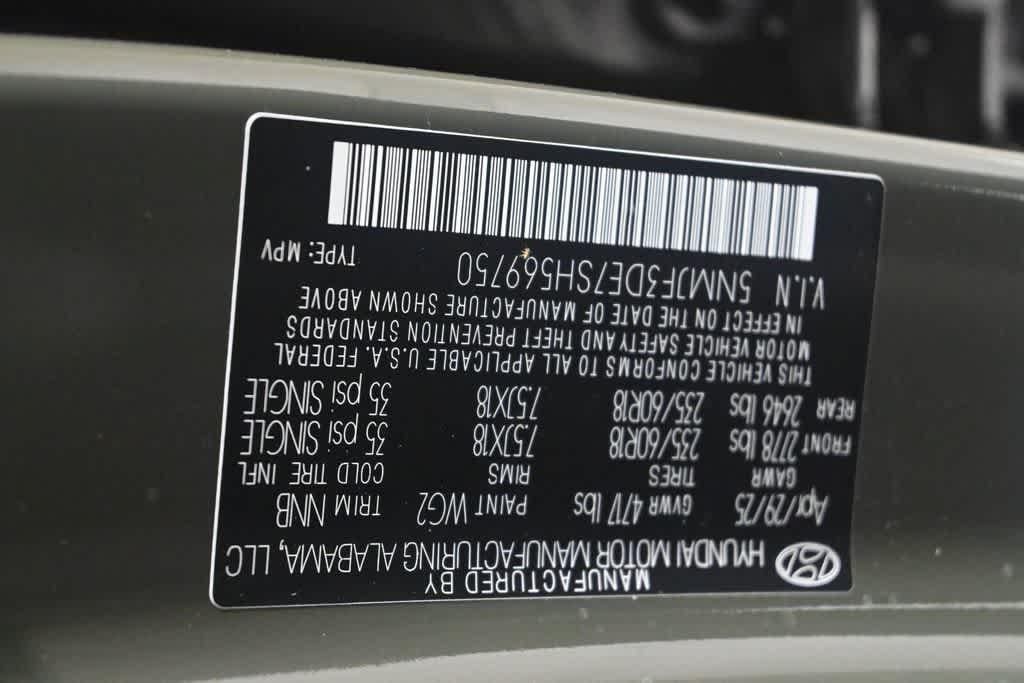 MANUFACTURED BY
HYUNDAI MOTOR MANUFACTURING ALABAMA, LLC
Apr/29/25 GVWR 4717 lbs PAINT WG2 TRIM NNB
GAWR TIRES RIMS COLD TIRE INFL
FRONT 2778 lbs 235/60R18 7.5JX18 35 psi SINGLE
REAR 2646 lbs 235/60R18 7.5JX18 35 psi SINGLE
THIS VEHICLE CONFORMS TO ALL APPLICABLE U.S.A. FEDERAL
MOTOR VEHICLE SAFETY AND THEFT PREVENTION STANDARDS
IN EFFECT ON THE DATE OF MANUFACTURE SHOWN ABOVE
V.I.N 5NMJF3DE7SH569750 TYPE: MPV